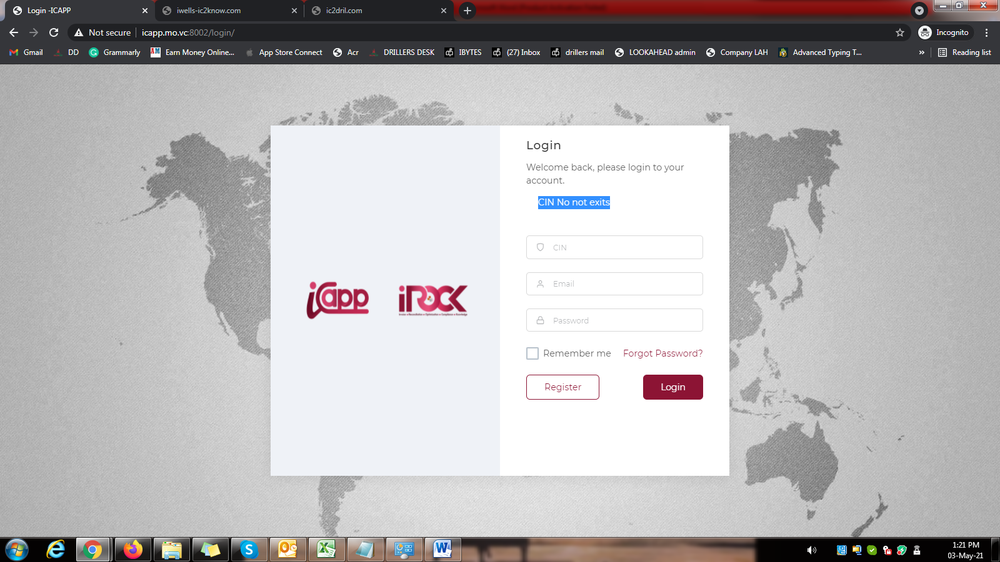 Login -ICAPP
iwells-ic2know.com
ic2dril.com
Not secure
icapp.mo.vc:8002/login/
Incognito
Gmail
DD
Grammarly
Earn Money Online...
App Store Connect
Acr
DRILLERS DESK
IBYTES
(27) Inbox
drillers mail
LOOKAHEAD admin
Company LAH
Advanced Typing T...
»
Reading list
Login
Welcome back, please login to your
account.
CIN No not exits
CIN
Email
Password
Remember me
Forgot Password?
Register
Login
iCapp
iROCK
1:21 PM
03-May-21